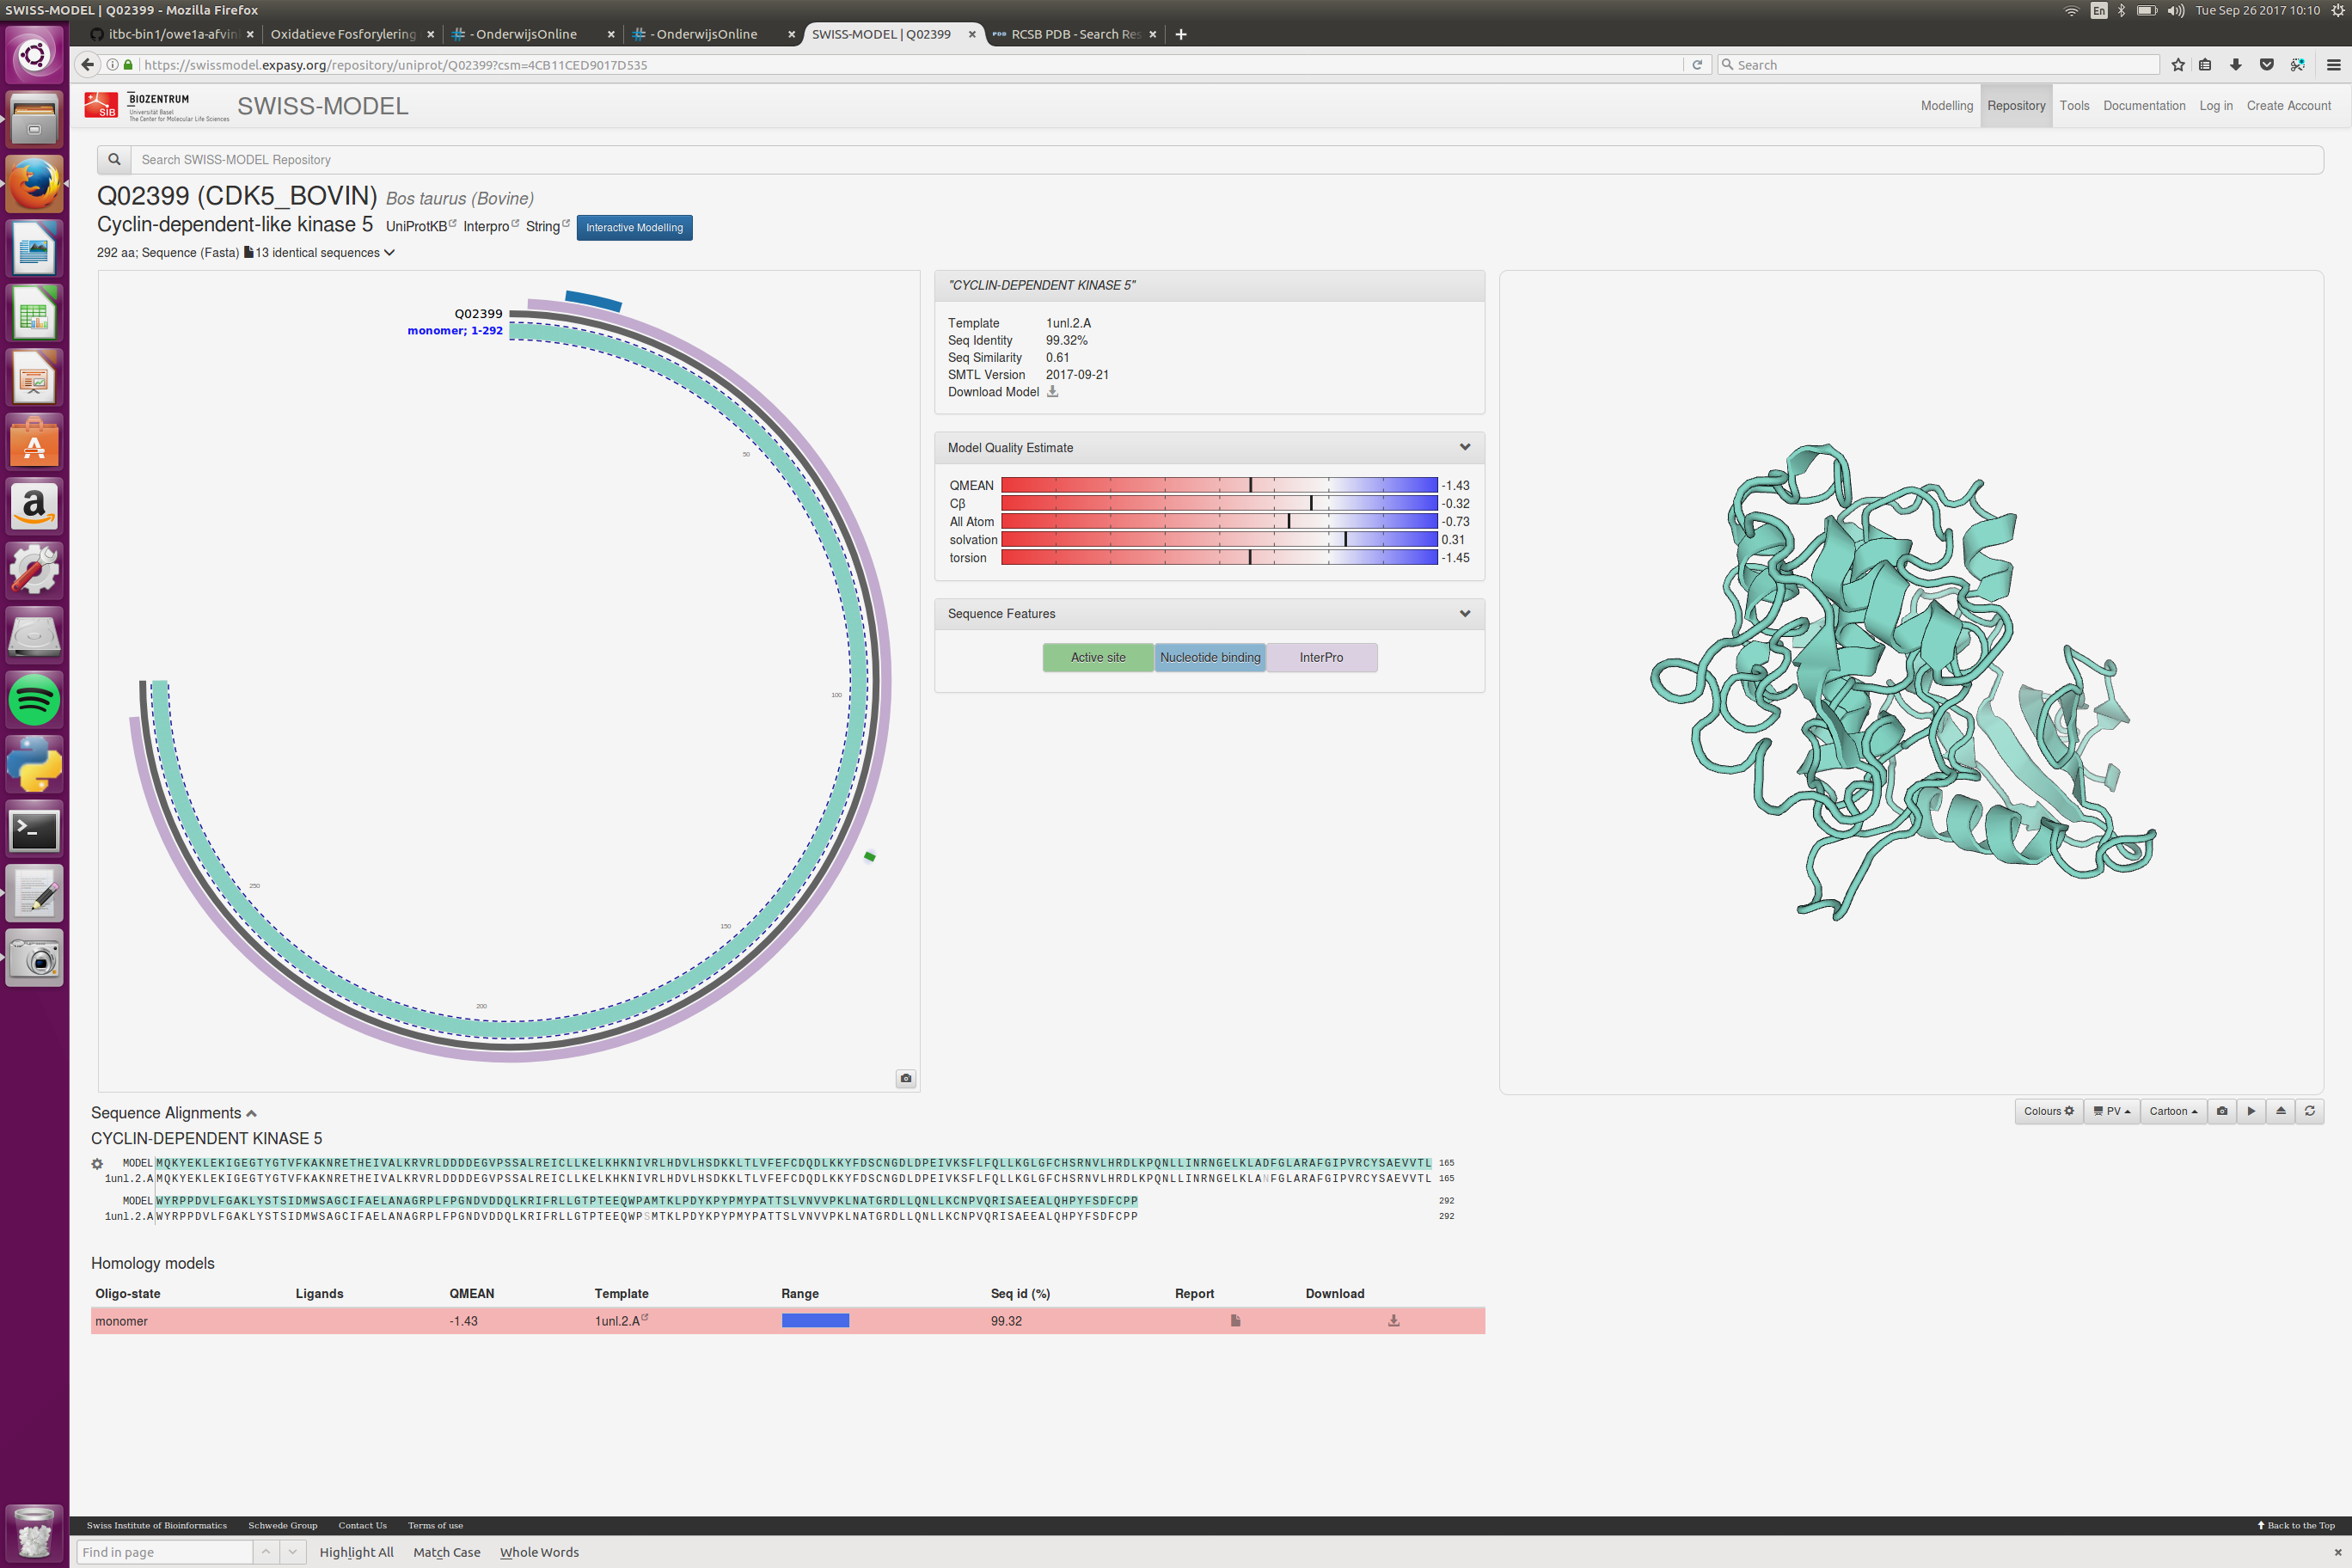 SWISS-MODEL | Q02399 - Mozilla Firefox
En
Tue Sep 26 2017 10:10
itbc-bin1/owe1a-afvin
Oxidatieve Fosforylering
- OnderwijsOnline
- OnderwijsOnline
SWISS-MODEL | Q02399
RCSB PDB - Search Res
https://swissmodel.expasy.org/repository/uniprot/Q02399?csm=4CB11CED9017D535
Search
SIB
BIOZENTRUM
Universität Basel
The Center for Molecular Life Sciences
SWISS-MODEL
Modelling Repository Tools Documentation Log in Create Account
Search SWISS-MODEL Repository
Q02399 (CDK5_BOVIN) Bos taurus (Bovine)
Cyclin-dependent-like kinase 5 UniProtKB Interpro String Interactive Modelling
292 aa; Sequence (Fasta) 13 identical sequences
Q02399
monomer; 1-292
50
100
150
200
250
"CYCLIN-DEPENDENT KINASE 5"
Template 1unl.2.A
Seq Identity 99.32%
Seq Similarity 0.61
SMTL Version 2017-09-21
Download Model
Model Quality Estimate
QMEAN -1.43
Cβ -0.32
All Atom -0.73
solvation 0.31
torsion -1.45
Sequence Features
Active site Nucleotide binding InterPro
Colours PV Cartoon
Sequence Alignments
CYCLIN-DEPENDENT KINASE 5
MODEL MQKYEKLEKIGEGTYGTVFKAKNRETHEIVALKRVRLDDDDEGVPSSALREICLLKELKHKNIVRLHDVLHSDKKLTLVFEFCDQDLKKYFDSCNGDLDPEIVKSFLFQLLKGLGFCHSRNVLHRDLKPQNLLINRNGELKLADFGLARAFGIPVRCYSAEVVTL 165
1unl.2.A MQKYEKLEKIGEGTYGTVFKAKNRETHEIVALKRVRLDDDDEGVPSSALREICLLKELKHKNIVRLHDVLHSDKKLTLVFEFCDQDLKKYFDSCNGDLDPEIVKSFLFQLLKGLGFCHSRNVLHRDLKPQNLLINRNGELKLANFGLARAFGIPVRCYSAEVVTL 165
MODEL WYRPPDVLFGAKLYSTSIDMWSAGCIFAELANAGRPLFPGNDVDDQLKRIFRLLGTPTEEQWPAMTKLPDYKPYPMYPATTSLVNVVPKLNATGRDLLQNLLKCNPVQRISAEEALQHPYFSDFCPP 292
1unl.2.A WYRPPDVLFGAKLYSTSIDMWSAGCIFAELANAGRPLFPGNDVDDQLKRIFRLLGTPTEEQWPSMTKLPDYKPYPMYPATTSLVNVVPKLNATGRDLLQNLLKCNPVQRISAEEALQHPYFSDFCPP 292
Homology models
Oligo-state Ligands QMEAN Template Range Seq id (%) Report Download
monomer -1.43 1unl.2.A 99.32
Swiss Institute of Bioinformatics Schwede Group Contact Us Terms of use
Back to the Top
Find in page Highlight All Match Case Whole Words